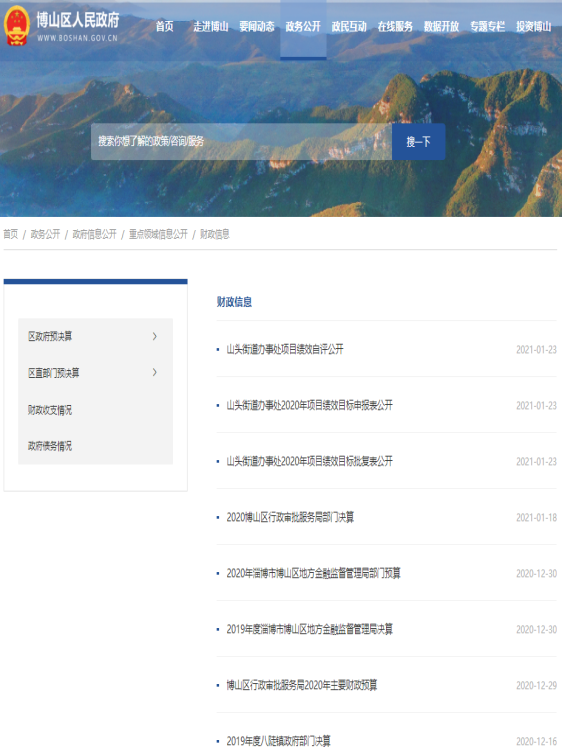 博山区人民政府
WWW.BOSHAN.GOV.CN
首页 走进博山 要闻动态 政务公开 政民互动 在线服务 数据开放 专题专栏 投资博山
搜索你想了解的政策/咨询/服务 搜一下
首页 / 政务公开 / 政府信息公开 / 重点领域信息公开 / 财政信息
区政府预决算
区直部门预决算
财政收支情况
政府债务情况
财政信息
山头街道办事处项目绩效自评公开 2021-01-23
山头街道办事处2020年项目绩效目标申报表公开 2021-01-23
山头街道办事处2020年项目绩效目标批复表公开 2021-01-23
2020博山区行政审批服务局部门决算 2021-01-18
2020年淄博市博山区地方金融监督管理局部门预算 2020-12-30
2019年度淄博市博山区地方金融监督管理局决算 2020-12-30
博山区行政审批服务局2020年主要财政预算 2020-12-29
2019年度八陡镇政府部门决算 2020-12-16